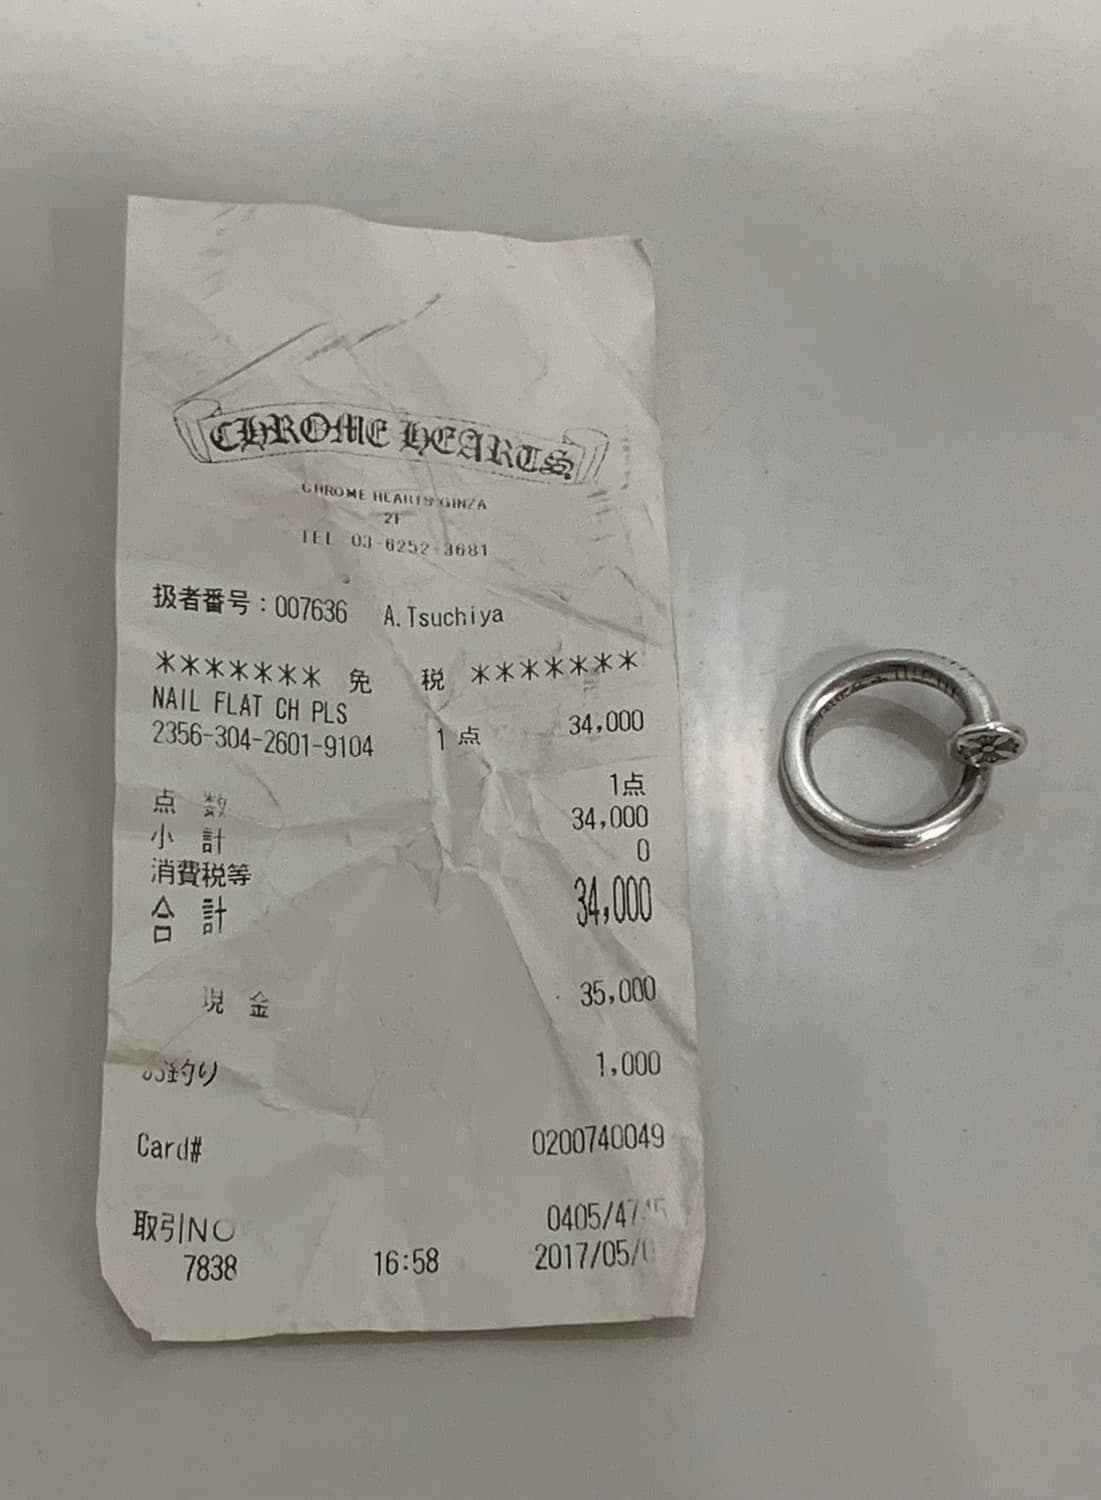 CHROME HEARTS
CHROME HEARTS GINZA
2F
TEL 03-6252-3681
扱者番号：007636 A.Tsuchiya
******* 免 税 *******
NAIL FLAT CH PLS
2356-304-2601-9104 1 点 34,000
点 数 1点
小 計 34,000
消費税等 0
合 計 34,000
現 金 35,000
お釣り 1,000
Card# 0200740049
取引NO
7838 16:58